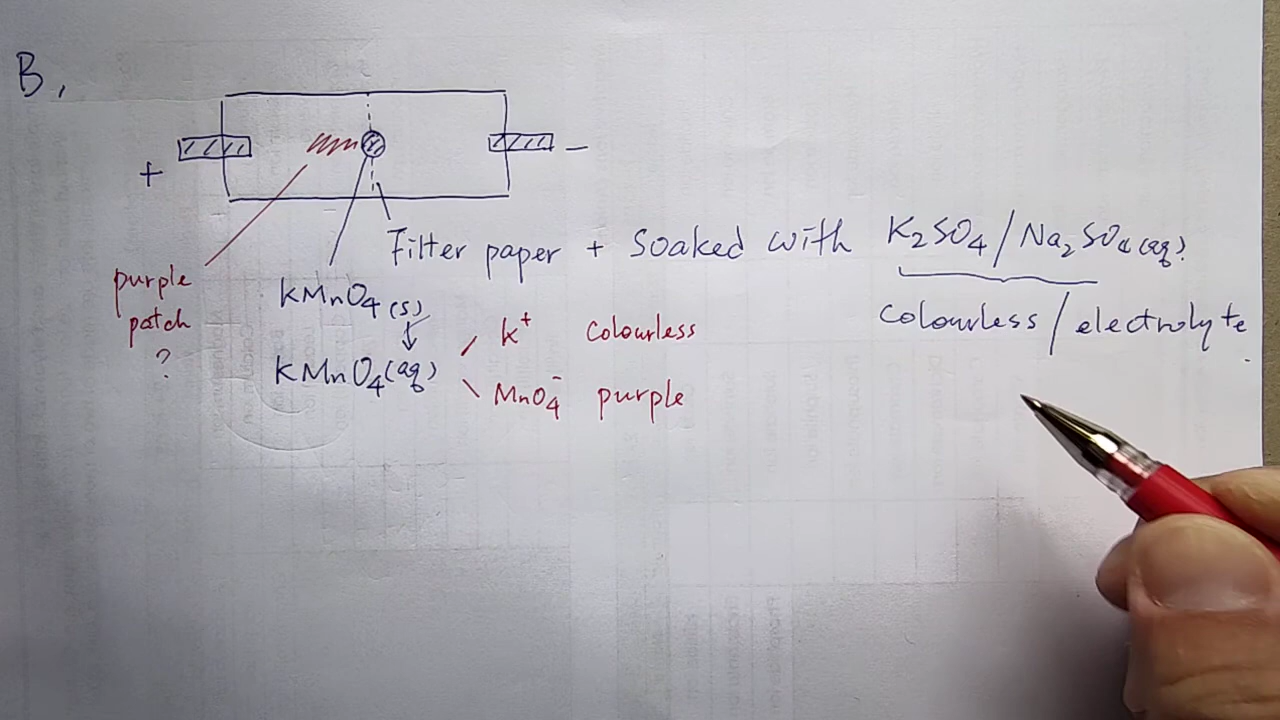 B,
+
−
Filter paper + Soaked with K₂SO₄/Na₂SO₄(aq)
colourless/electrolyte
purple
patch
?
KMnO₄(s)
↓
KMnO₄(aq)
K⁺ colourless
MnO₄⁻ purple